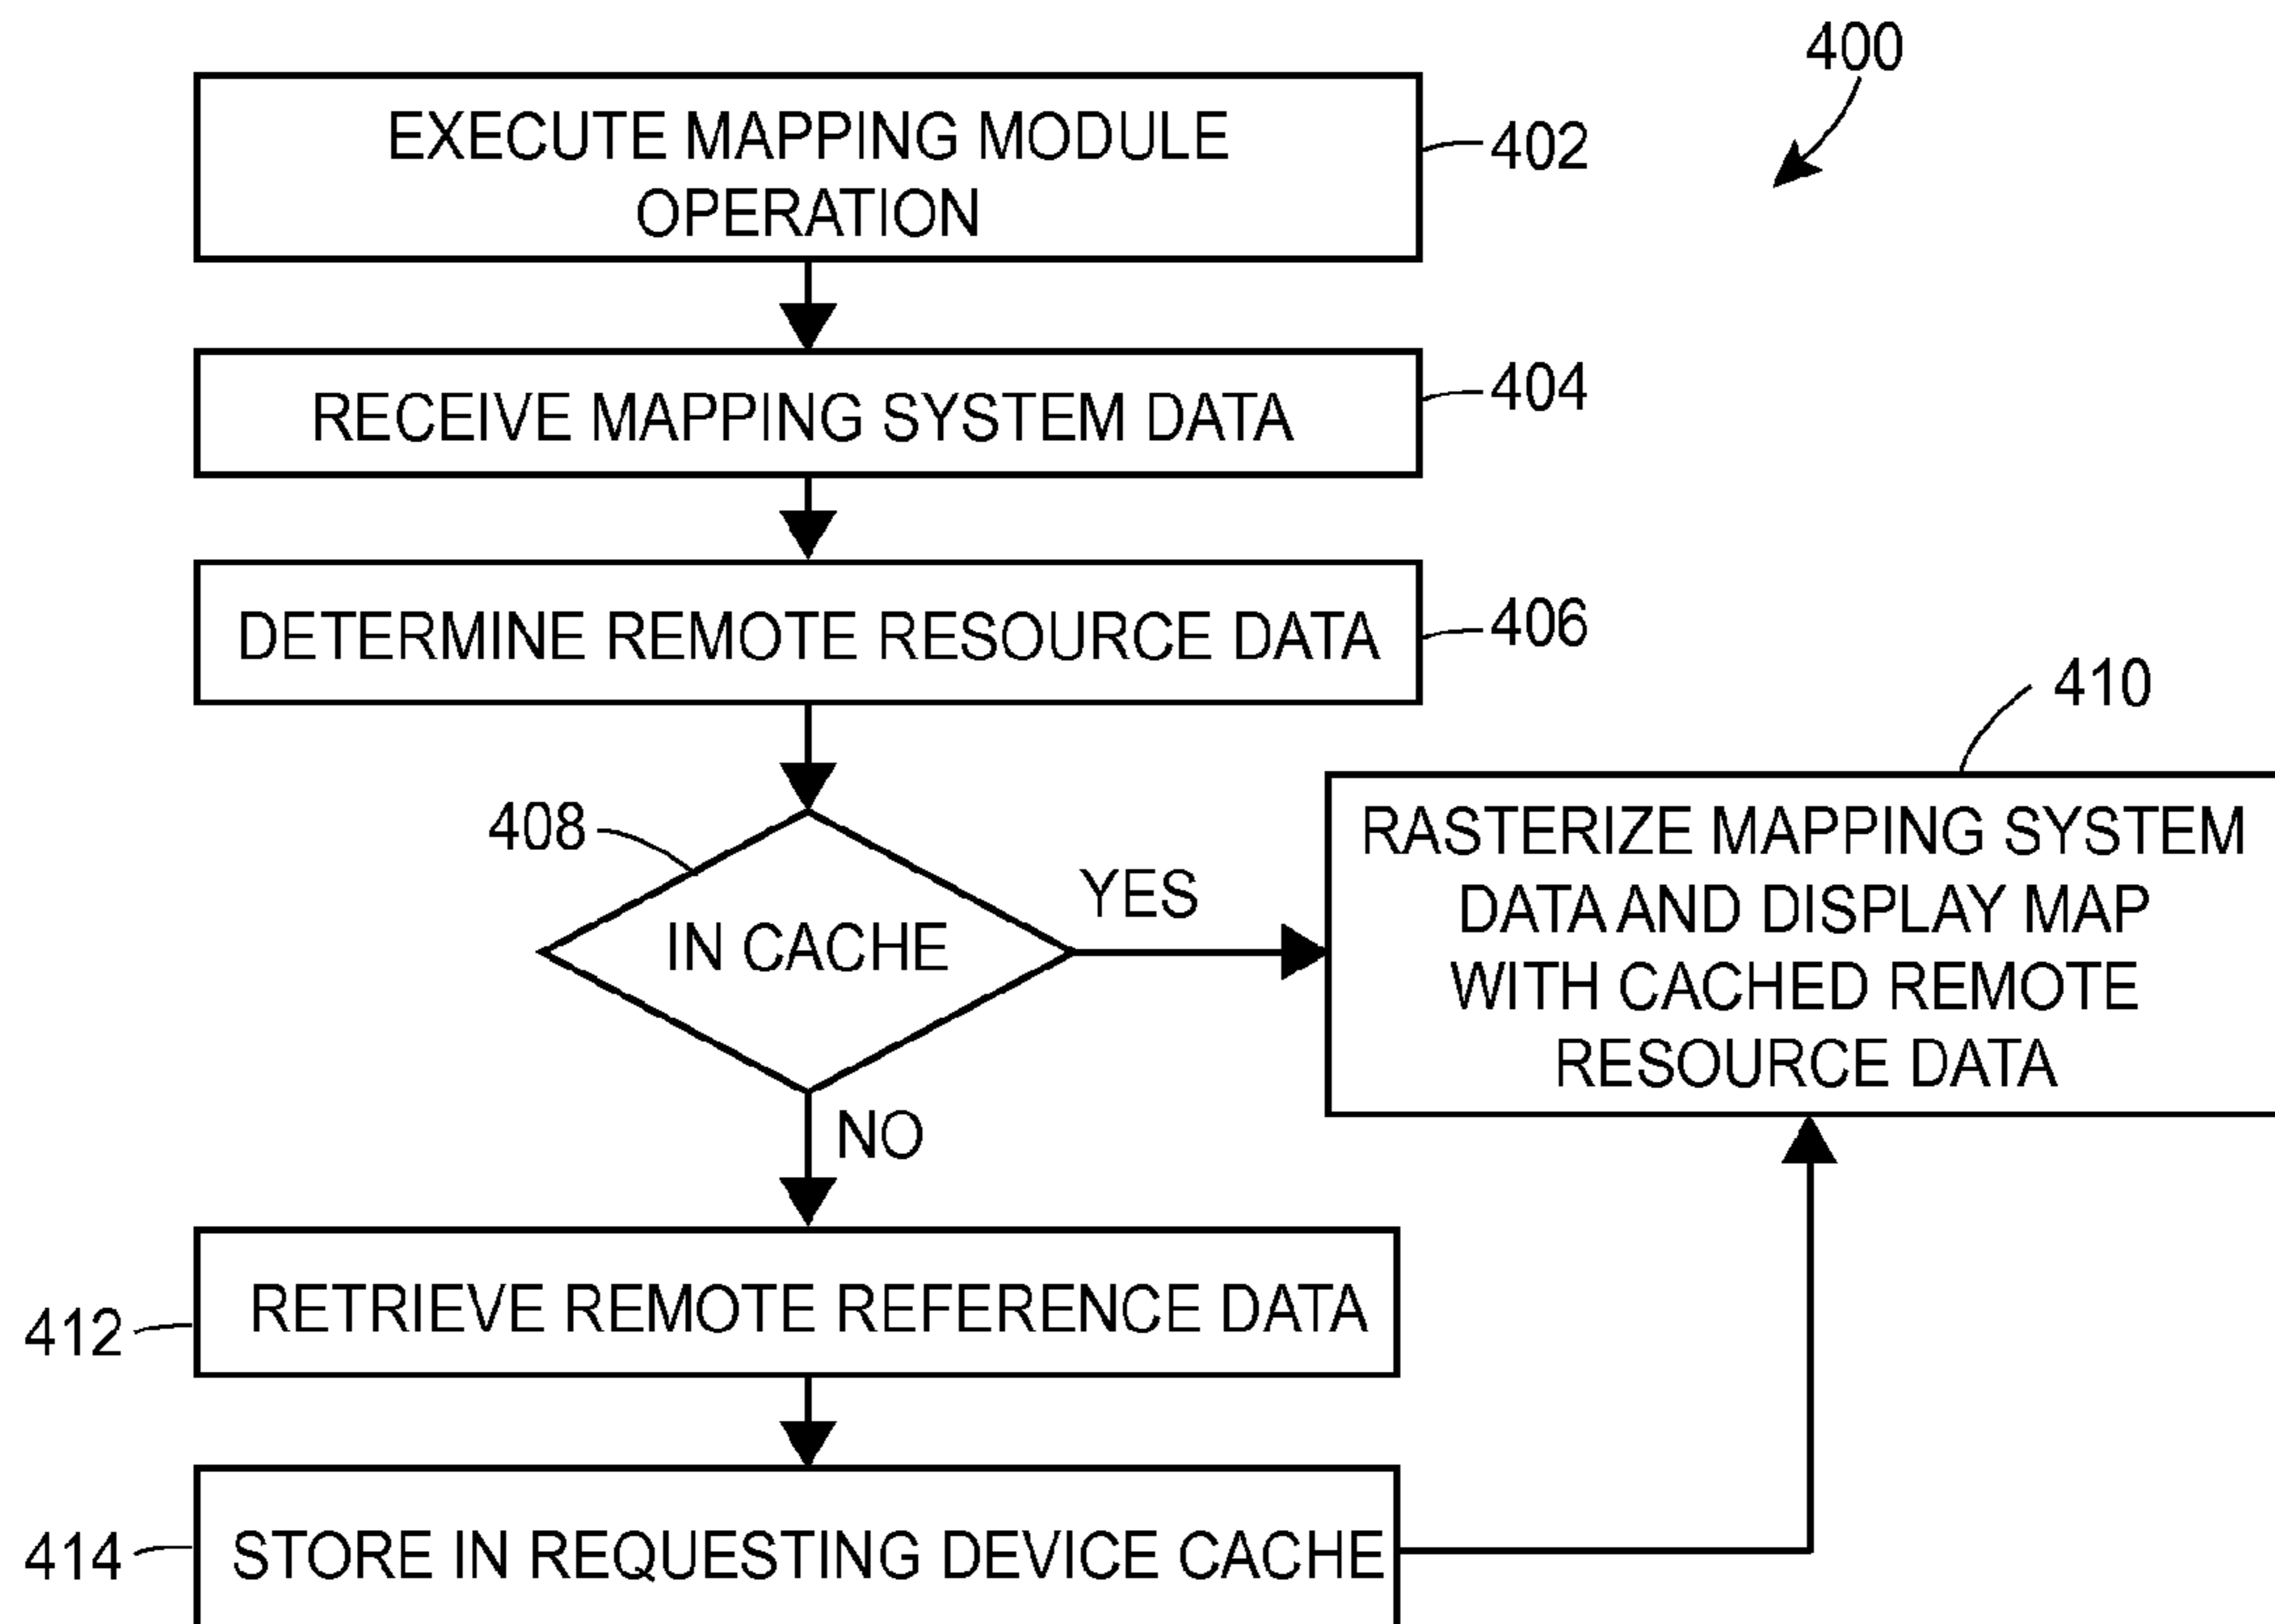 400
EXECUTE MAPPING MODULE
OPERATION
402
RECEIVE MAPPING SYSTEM DATA
404
DETERMINE REMOTE RESOURCE DATA
406
408
IN CACHE
YES
410
RASTERIZE MAPPING SYSTEM
DATA AND DISPLAY MAP
WITH CACHED REMOTE
RESOURCE DATA
NO
412
RETRIEVE REMOTE REFERENCE DATA
414
STORE IN REQUESTING DEVICE CACHE